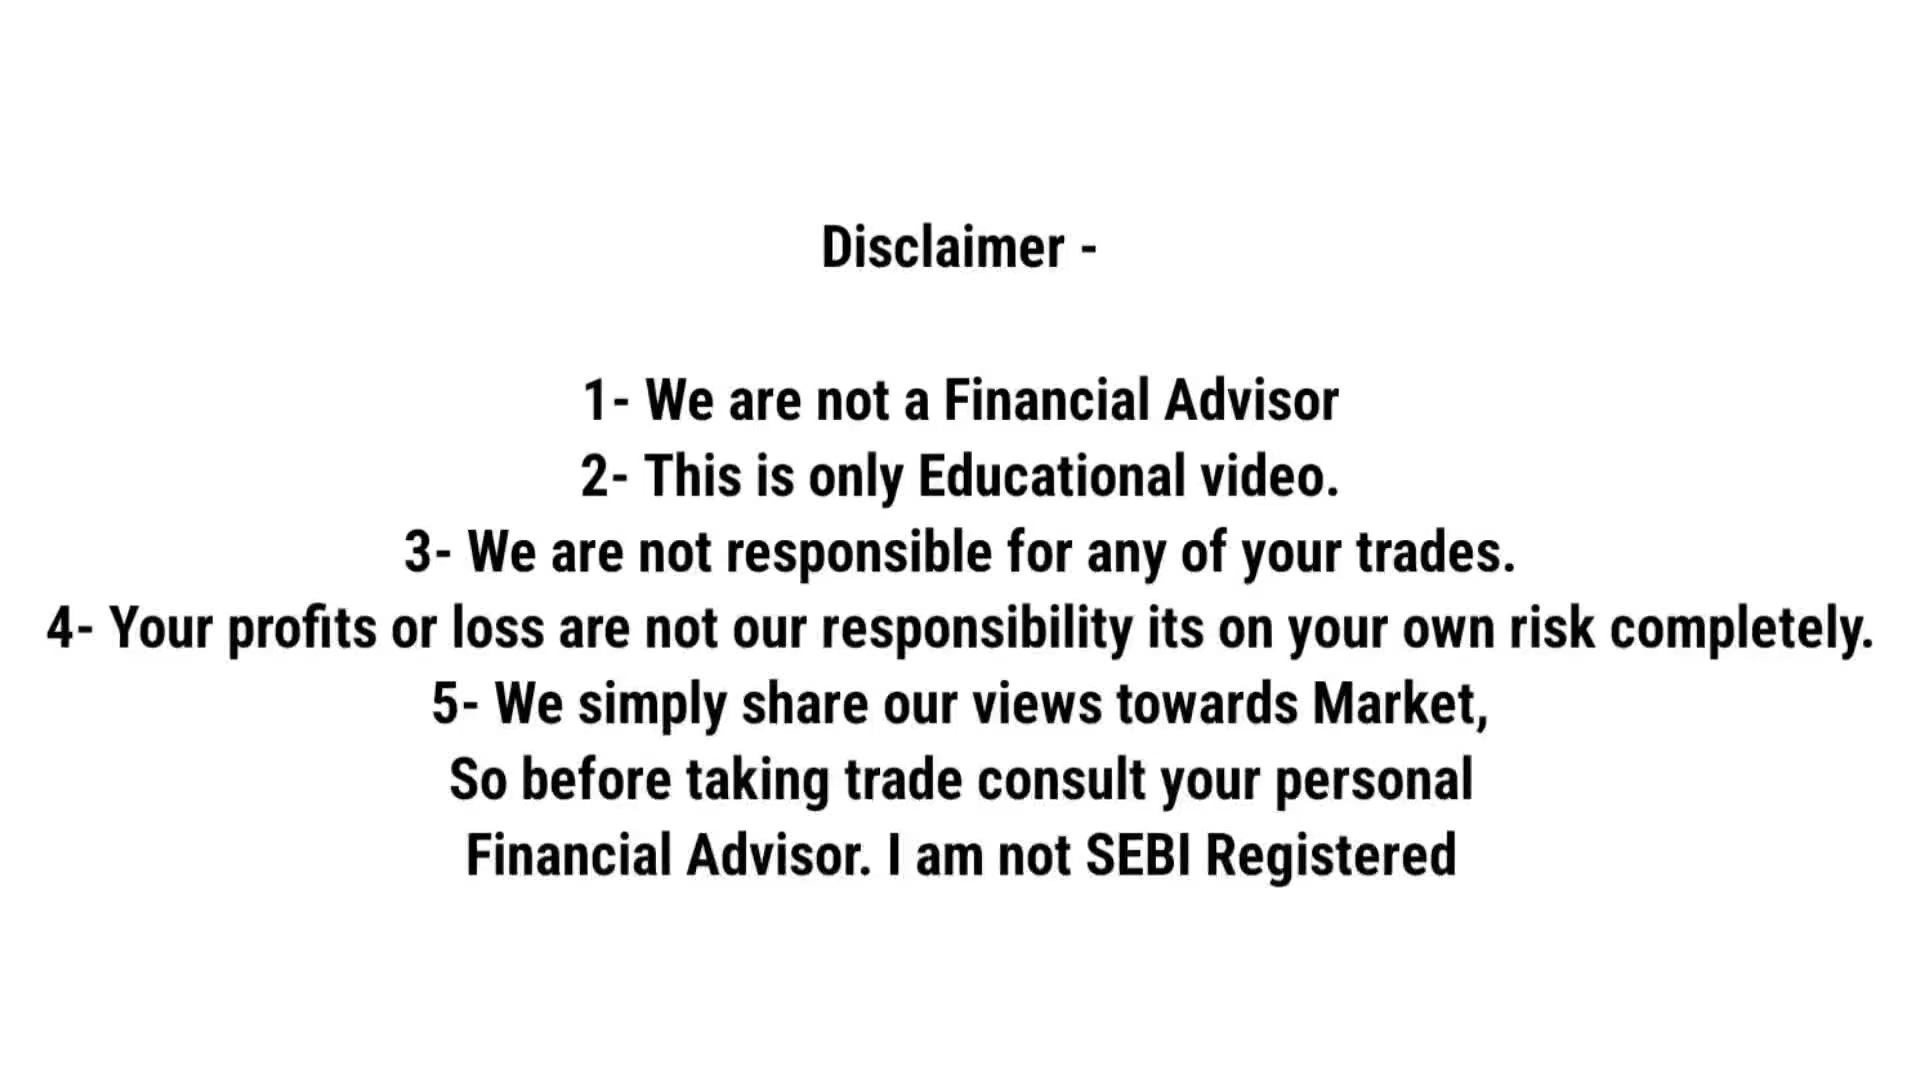 Disclaimer -
1- We are not a Financial Advisor
2- This is only Educational video.
3- We are not responsible for any of your trades.
4- Your profits or loss are not our responsibility its on your own risk completely.
5- We simply share our views towards Market,
So before taking trade consult your personal
Financial Advisor. I am not SEBI Registered